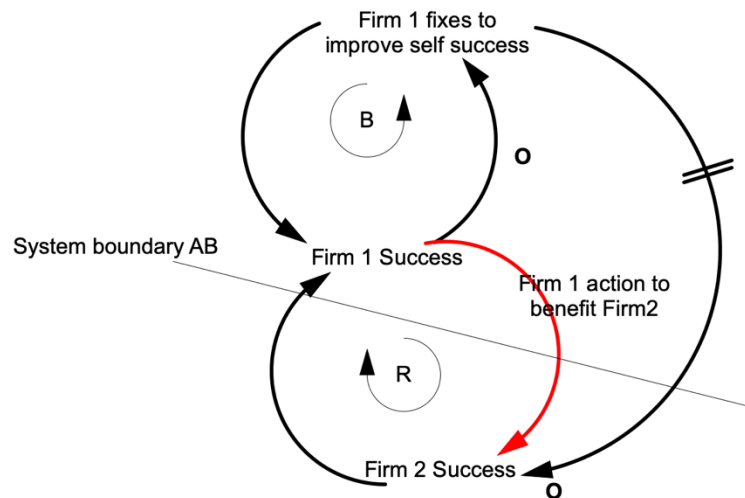 Firm 1 fixes to
improve self success
B
o
System boundary AB
Firm 1 Success
Firm 1 action to
benefit Firm2
R
Firm 2 Success
o